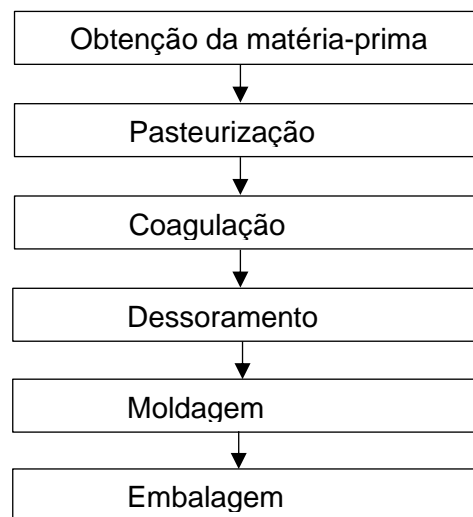 Obtenção da matéria-prima
Pasteurização
Coagulação
Dessoramento
Moldagem
Embalagem